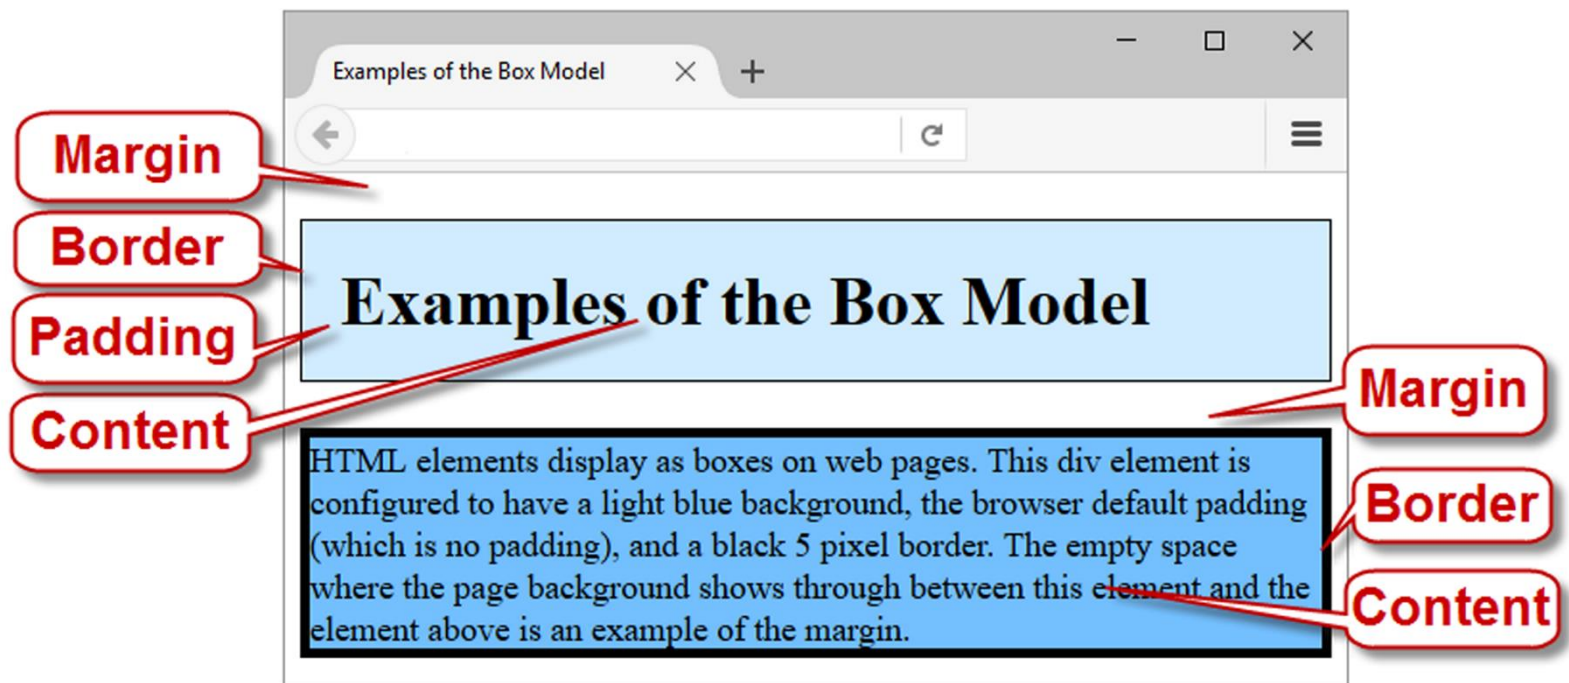 Examples of the Box Model
Margin
Border
Padding
Content
Examples of the Box Model
Margin
Border
Content
HTML elements display as boxes on web pages. This div element is
configured to have a light blue background, the browser default padding
(which is no padding), and a black 5 pixel border. The empty space
where the page background shows through between this element and the
element above is an example of the margin.